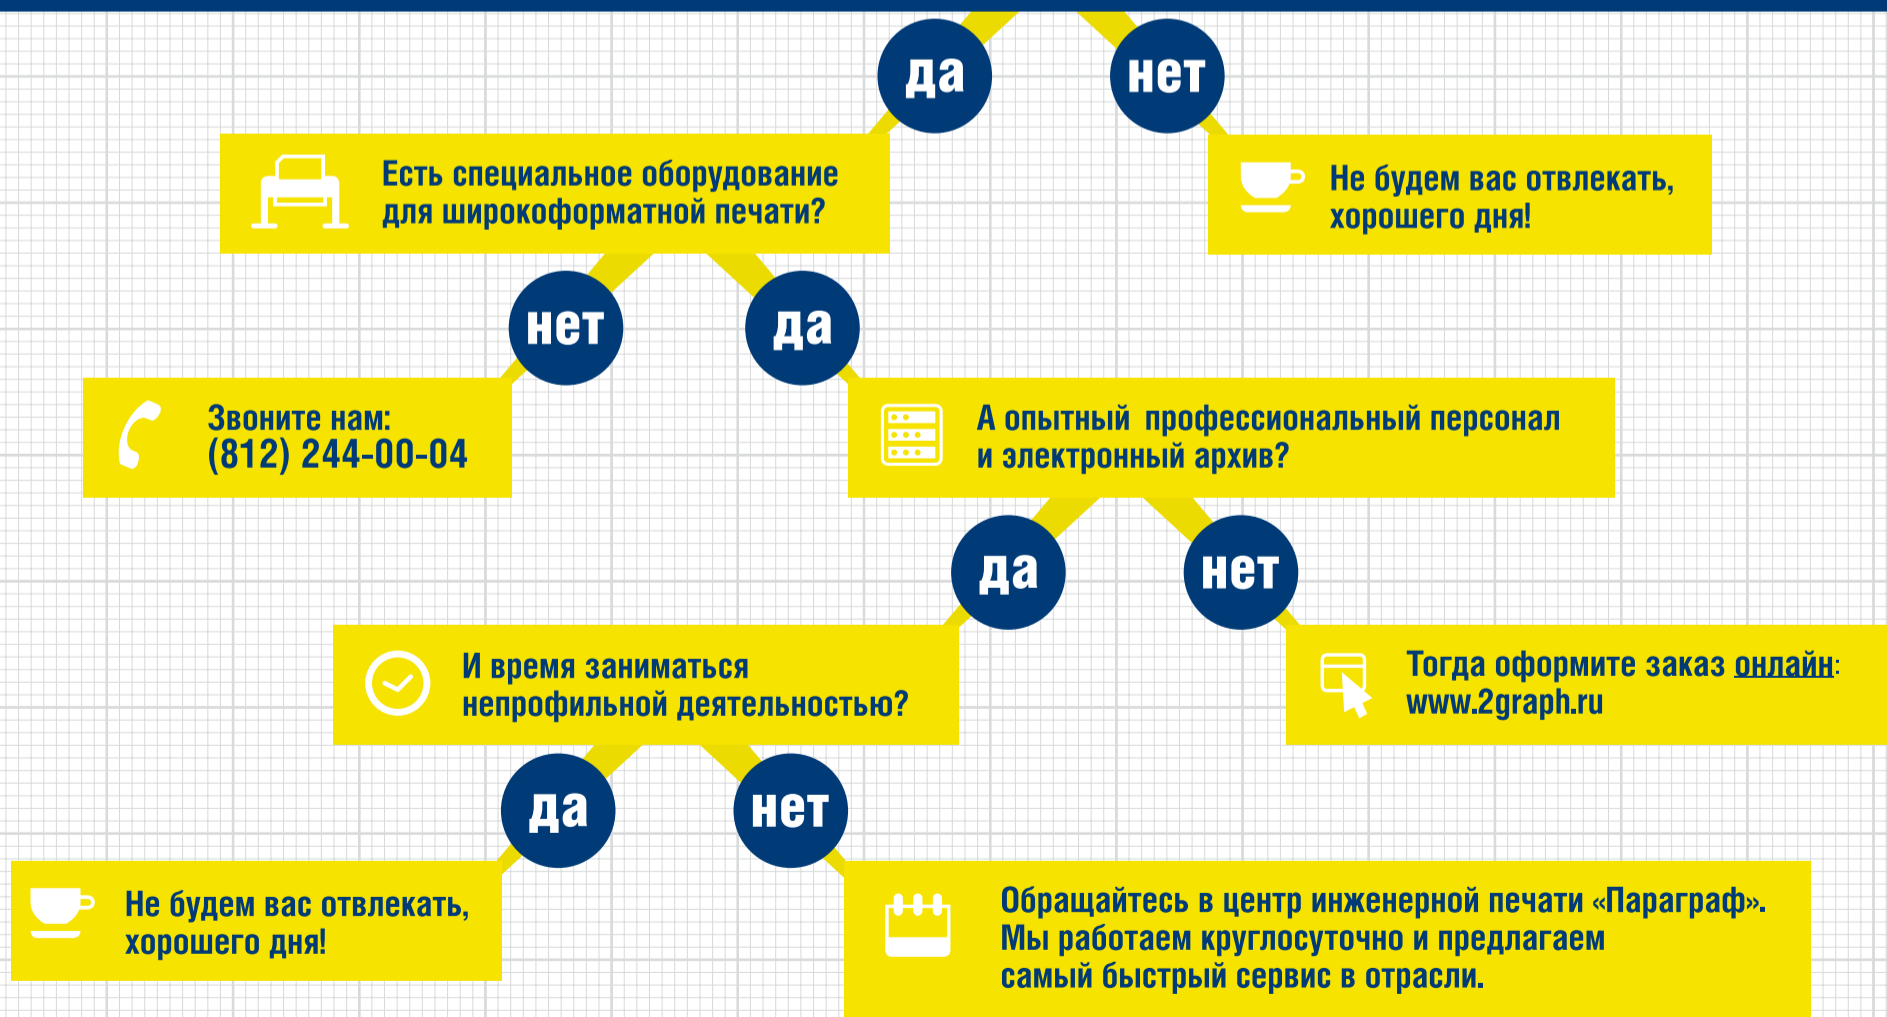 да
нет
Есть специальное оборудование
для широкоформатной печати?
Не будем вас отвлекать,
хорошего дня!
нет
да
Звоните нам:
(812) 244-00-04
А опытный профессиональный персонал
и электронный архив?
да
нет
И время заниматься
непрофильной деятельностью?
Тогда оформите заказ онлайн:
www.2graph.ru
да
нет
Не будем вас отвлекать,
хорошего дня!
Обращайтесь в центр инженерной печати «Параграф».
Мы работаем круглосуточно и предлагаем
самый быстрый сервис в отрасли.